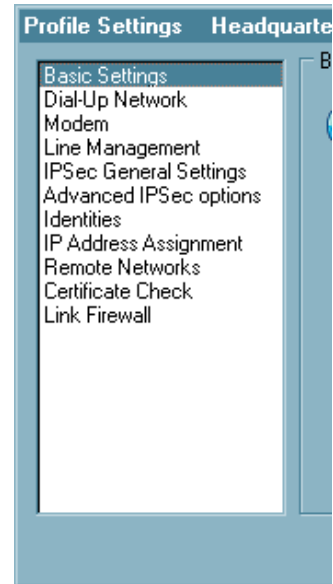 Profile Settings Headquarte
B
Basic Settings
Dial-Up Network
Modem
Line Management
IPSec General Settings
Advanced IPSec options
Identities
IP Address Assignment
Remote Networks
Certificate Check
Link Firewall